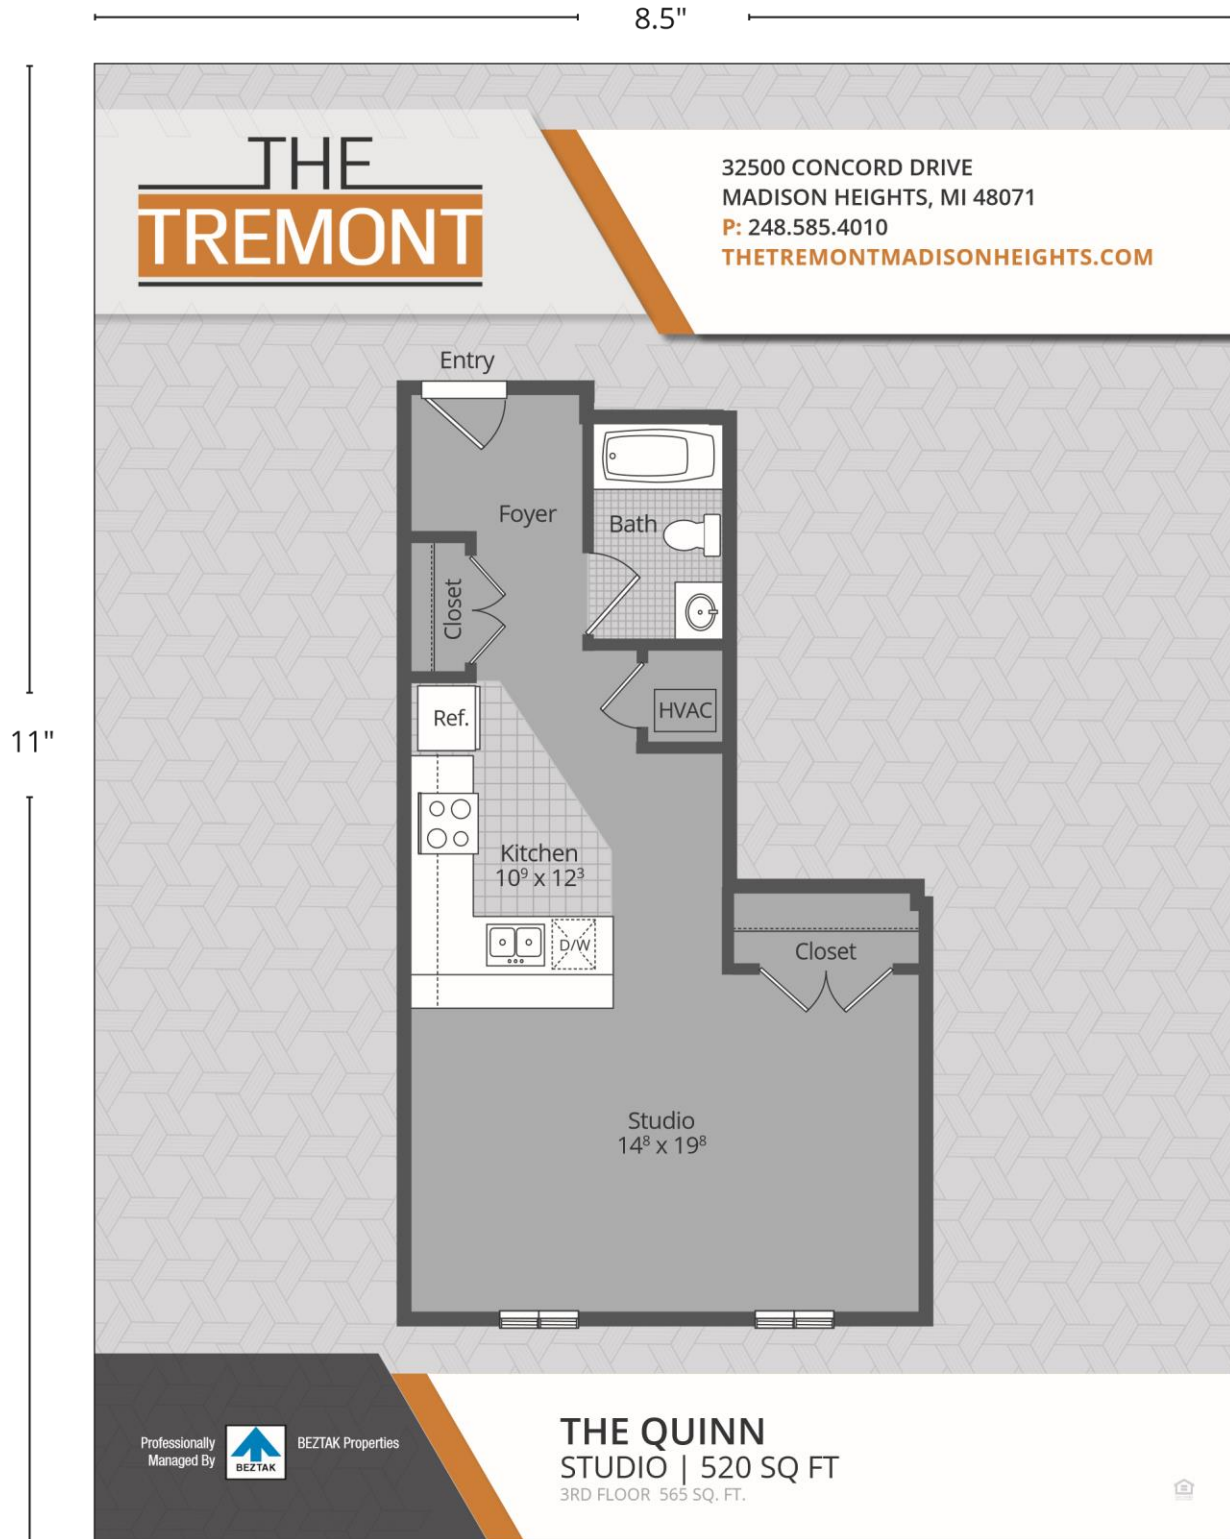 8.5"
11"
THE
TREMONT
32500 CONCORD DRIVE
MADISON HEIGHTS, MI 48071
P: 248.585.4010
THETREMONTMADISONHEIGHTS.COM
Entry
Foyer
Bath
Closet
Ref.
HVAC
Kitchen
10⁹ x 12³
D/W
Closet
Studio
14⁸ x 19⁸
Professionally
Managed By
BEZTAK
BEZTAK Properties
THE QUINN
STUDIO | 520 SQ FT
3RD FLOOR 565 SQ. FT.